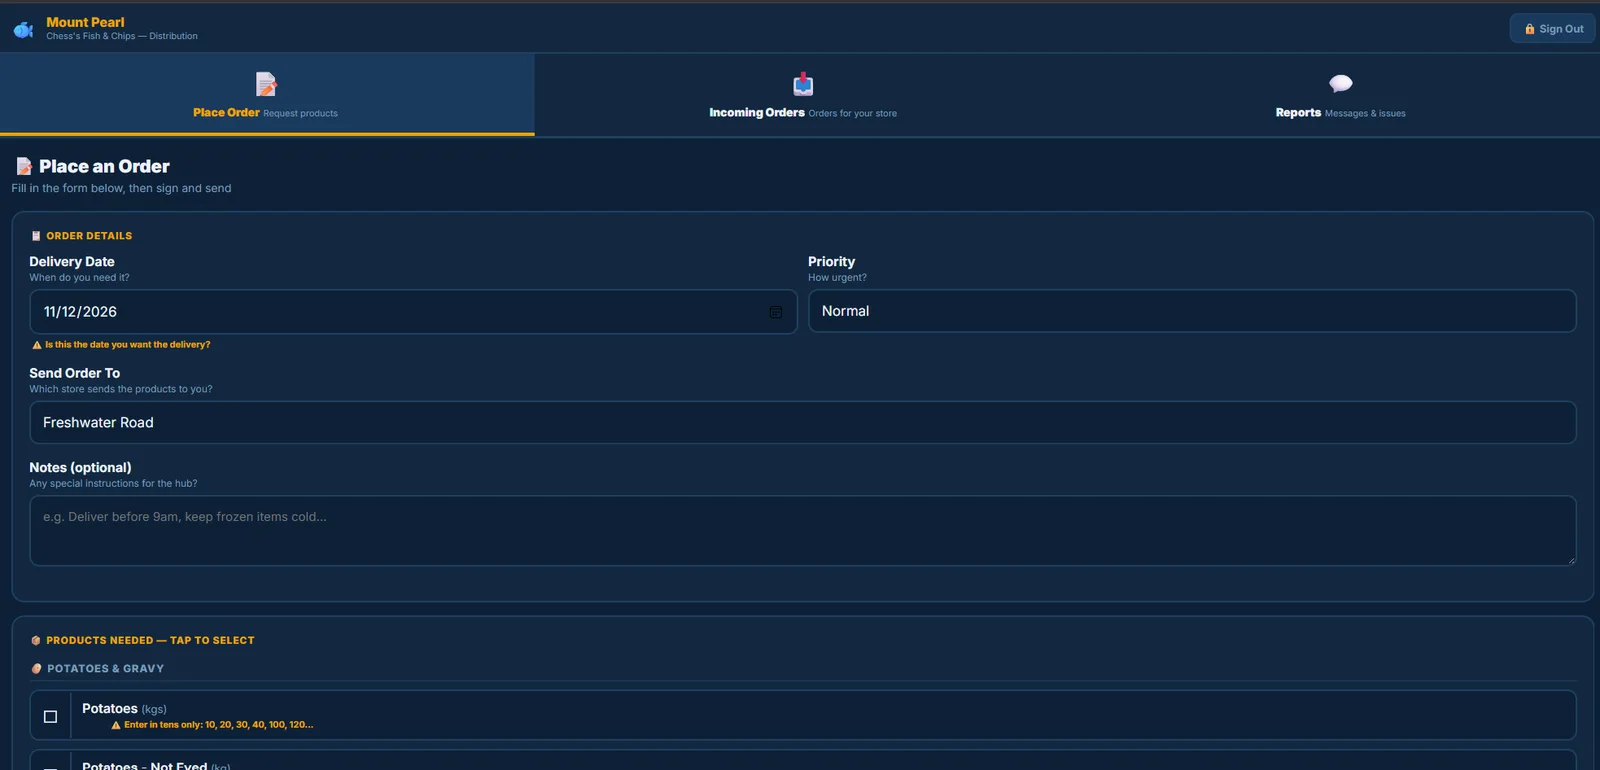 Mount Pearl
Chess's Fish & Chips — Distribution
Sign Out
Place Order Request products
Incoming Orders Orders for your store
Reports Messages & issues
Place an Order
Fill in the form below, then sign and send
ORDER DETAILS
Delivery Date
When do you need it?
11/12/2026
Is this the date you want the delivery?
Priority
How urgent?
Normal
Send Order To
Which store sends the products to you?
Freshwater Road
Notes (optional)
Any special instructions for the hub?
e.g. Deliver before 9am, keep frozen items cold...
PRODUCTS NEEDED — TAP TO SELECT
POTATOES & GRAVY
Potatoes (kgs)
Enter in tens only: 10, 20, 30, 40, 100, 120...
Potatoes - Not Eyed (kg)